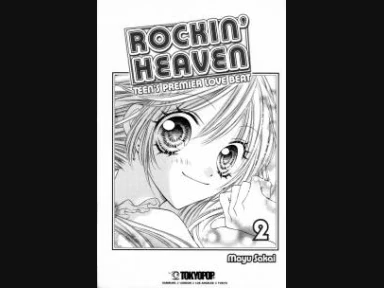 ROCKIN'
HEAVEN
TEEN'S PREMIER LOVE BEAT
2
Mayu Sakai
TOKYOPOP